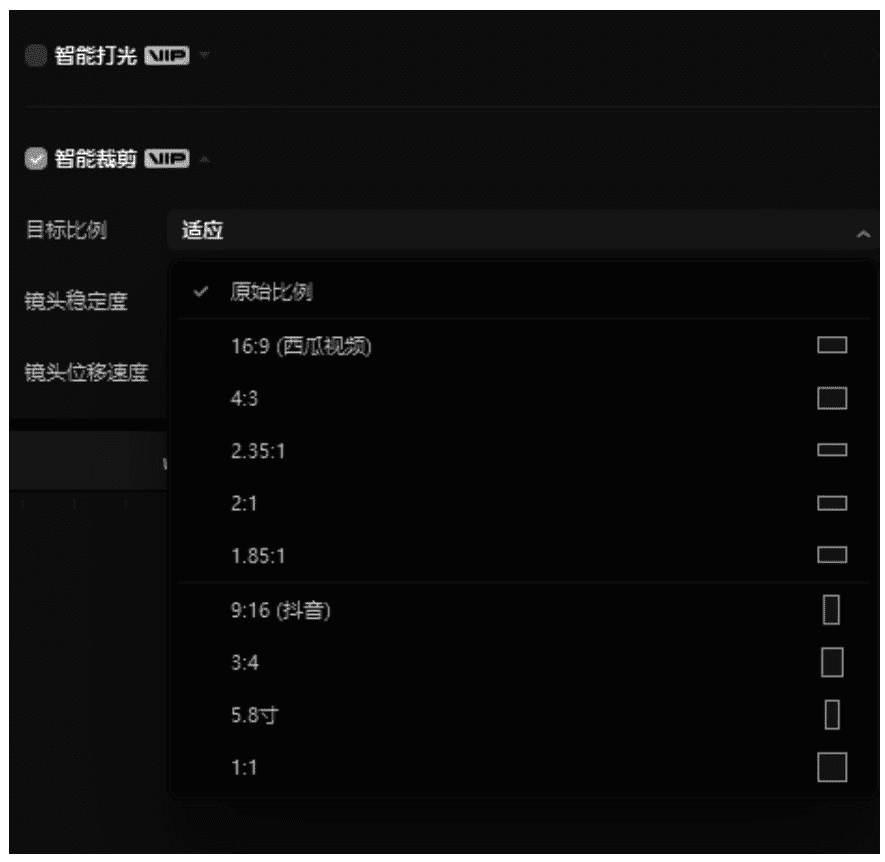 智能打光 VIP
智能裁剪 VIP
目标比例 适应
原始比例
镜头稳定度
16:9 (西瓜视频)
镜头位移速度
4:3
2.35:1
2:1
1.85:1
9:16 (抖音)
3:4
5.8寸
1:1